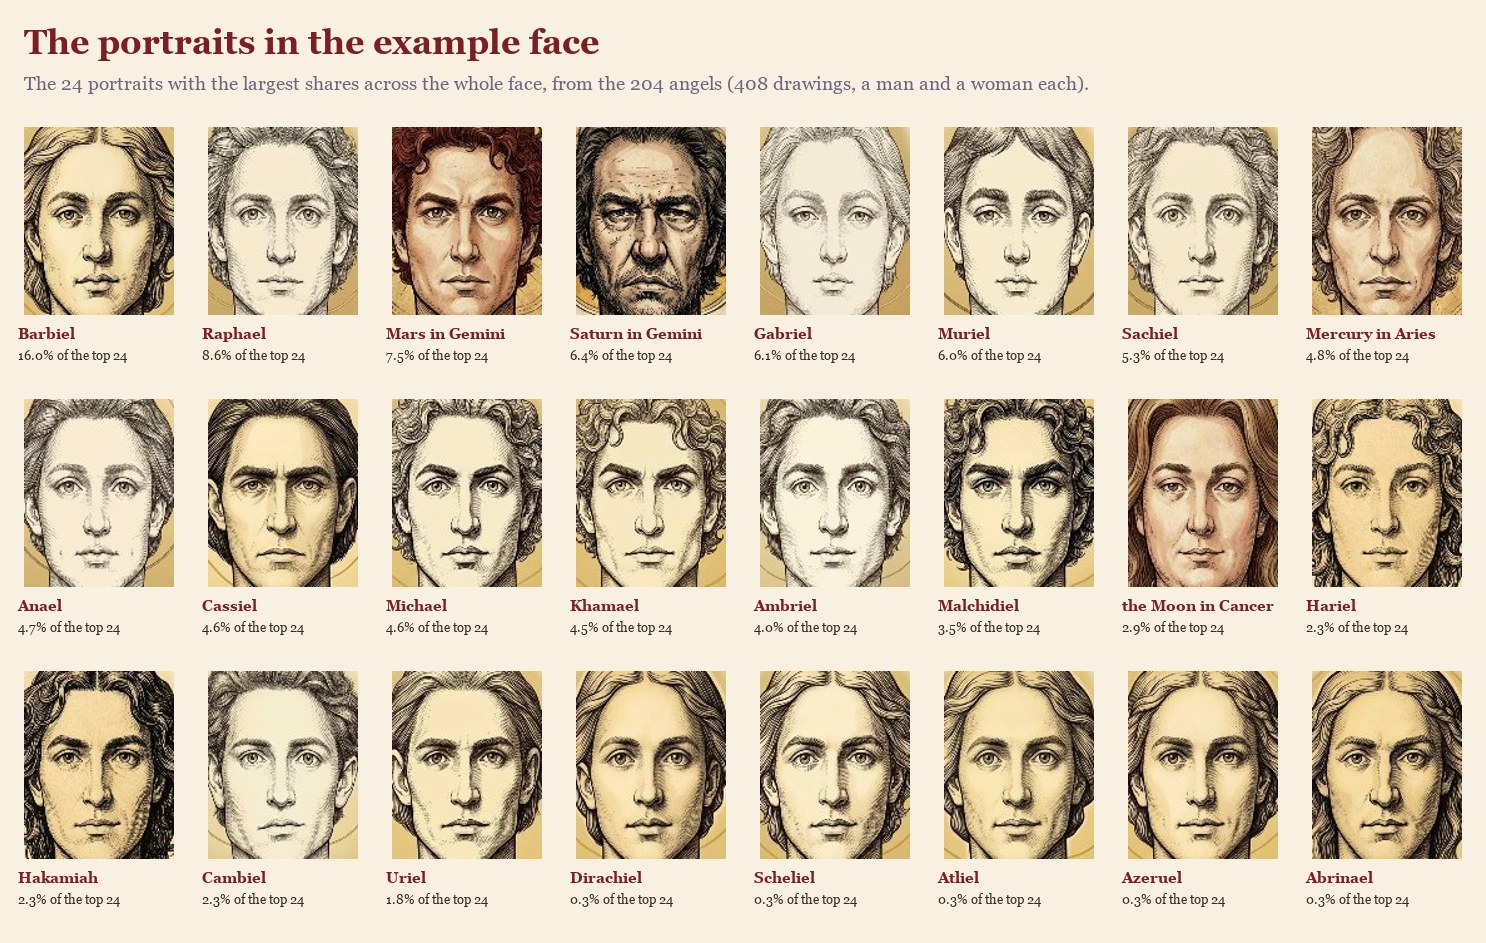 The portraits in the example face
The 24 portraits with the largest shares across the whole face, from the 204 angels (408 drawings, a man and a woman each).
Barbiel
16.0% of the top 24
Raphael
8.6% of the top 24
Mars in Gemini
7.5% of the top 24
Saturn in Gemini
6.4% of the top 24
Gabriel
6.1% of the top 24
Muriel
6.0% of the top 24
Sachiel
5.3% of the top 24
Mercury in Aries
4.8% of the top 24
Anael
4.7% of the top 24
Cassiel
4.6% of the top 24
Michael
4.6% of the top 24
Khamael
4.5% of the top 24
Ambriel
4.0% of the top 24
Malchidiel
3.5% of the top 24
the Moon in Cancer
2.9% of the top 24
Hariel
2.3% of the top 24
Hakamiah
2.3% of the top 24
Cambiel
2.3% of the top 24
Uriel
1.8% of the top 24
Dirachiel
0.3% of the top 24
Scheliel
0.3% of the top 24
Atliel
0.3% of the top 24
Azeruel
0.3% of the top 24
Abrinael
0.3% of the top 24